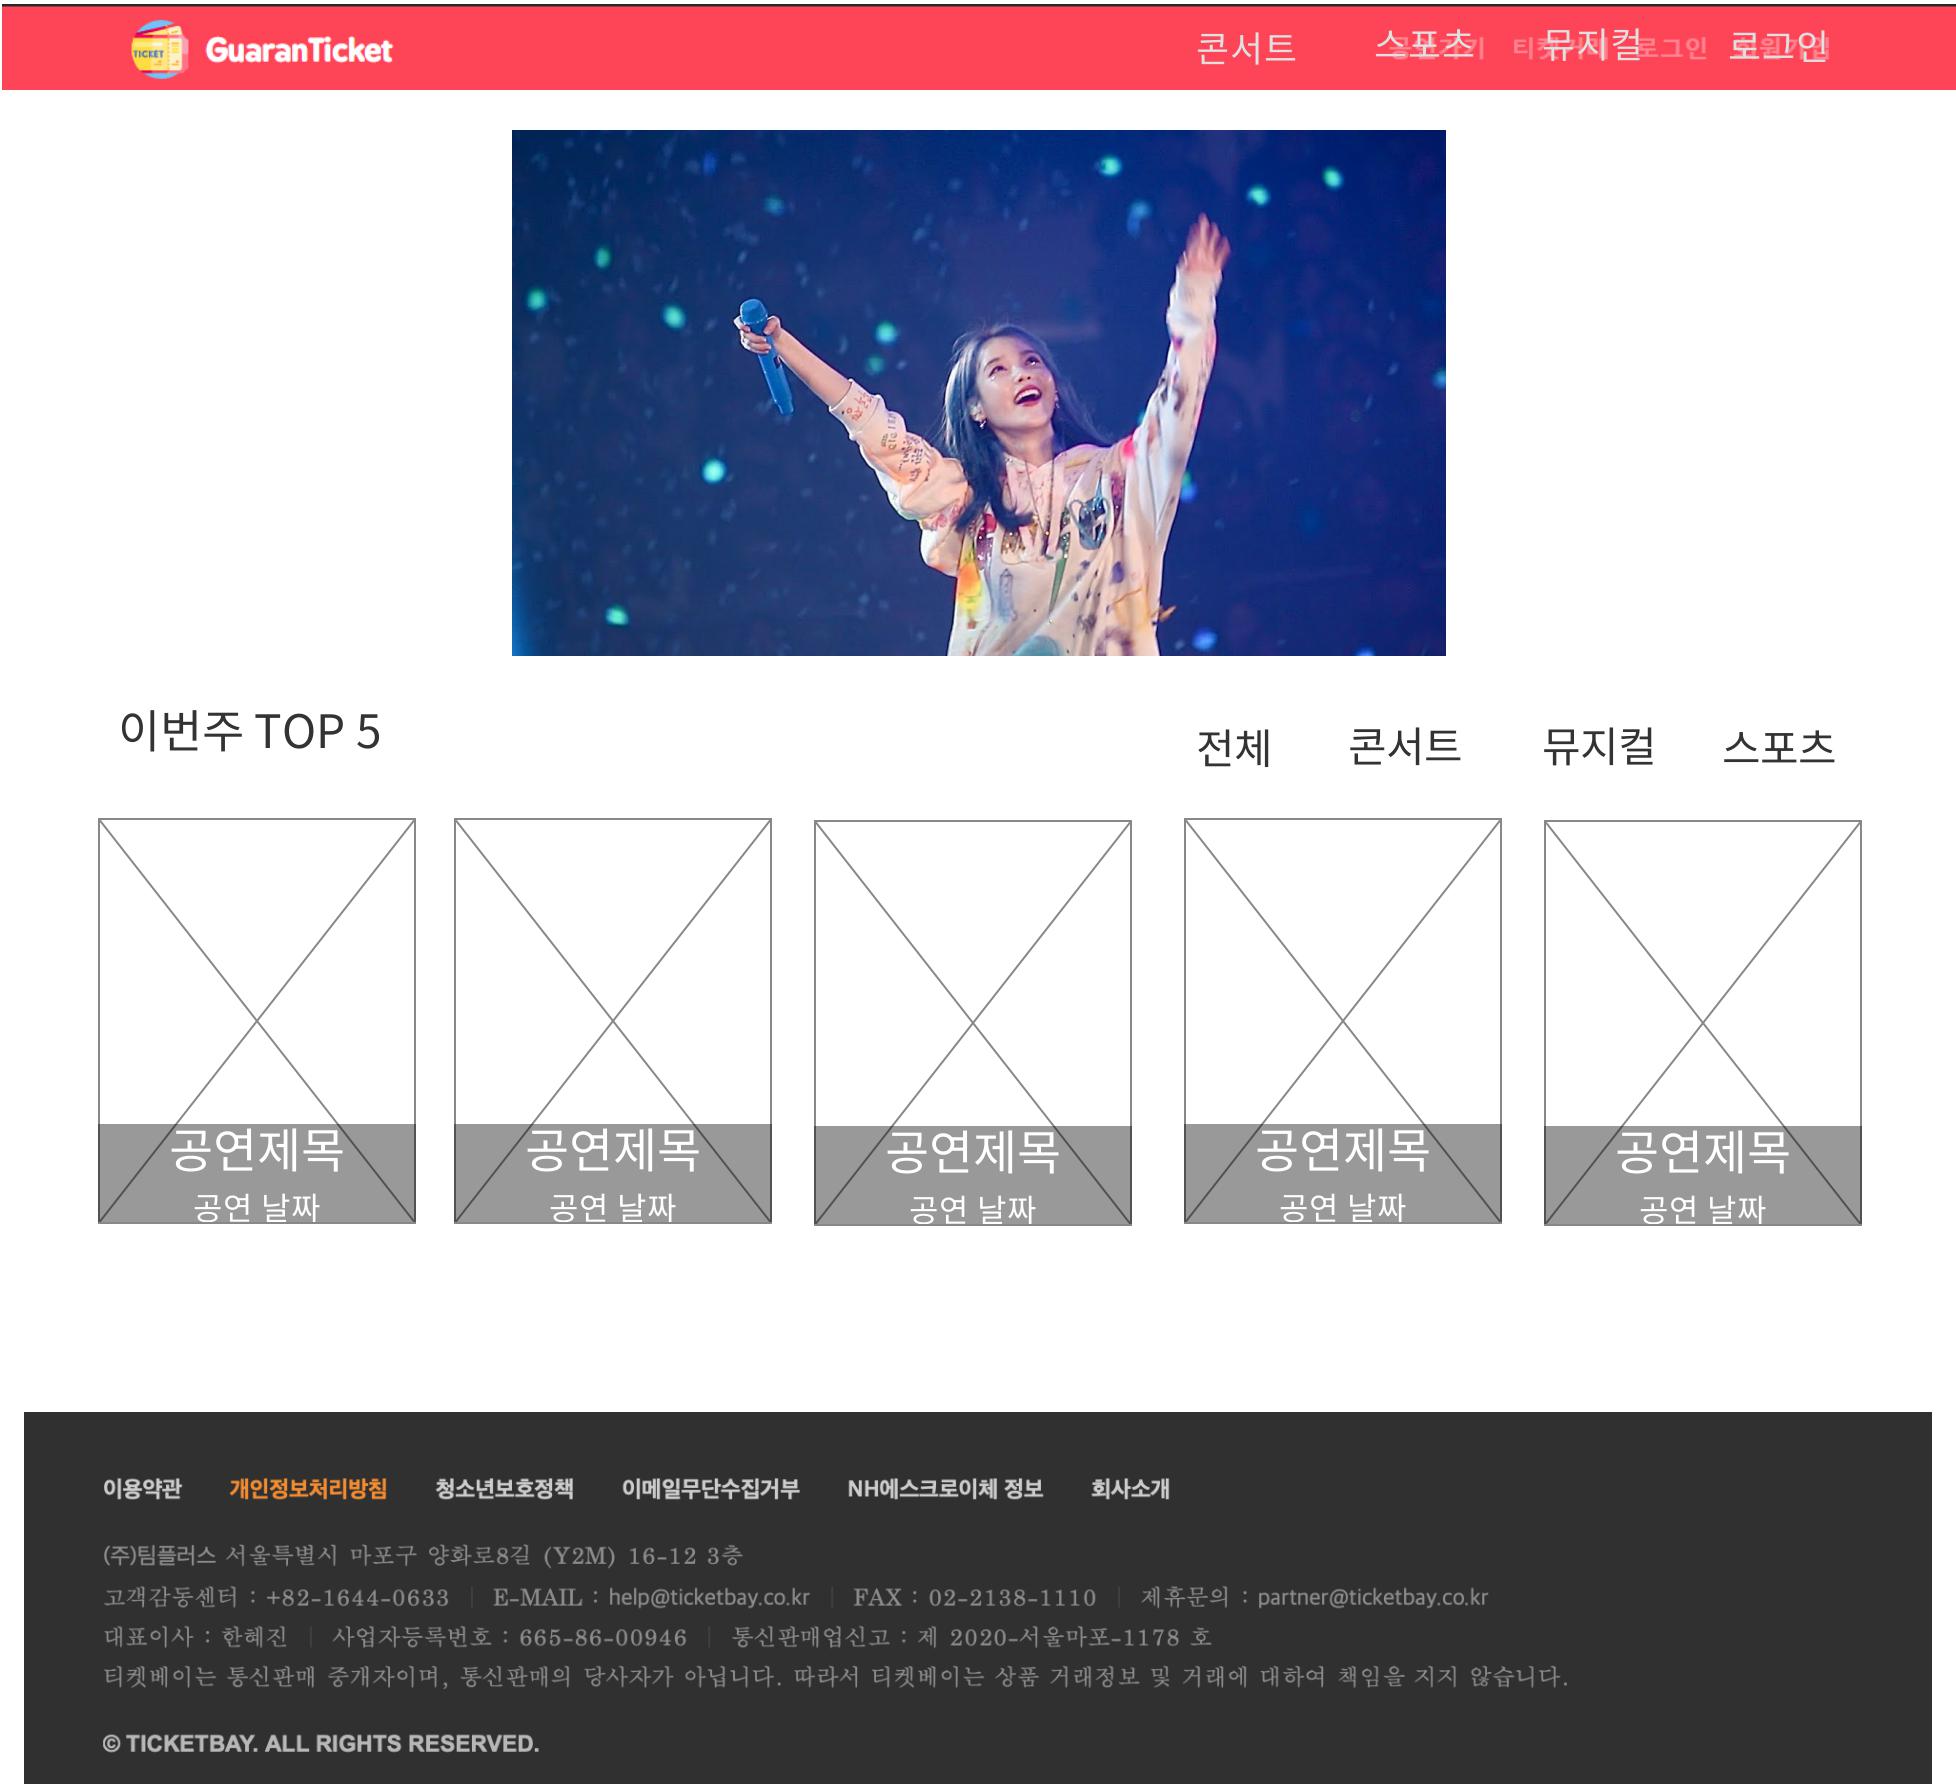 TICKET GuaranTicket 콘서트 스포츠 뮤지컬 로그인
이번주 TOP 5
전체 콘서트 뮤지컬 스포츠
공연제목 공연제목 공연제목 공연제목 공연제목
공연 날짜 공연 날짜 공연 날짜 공연 날짜 공연 날짜
이용약관 개인정보처리방침 청소년보호정책 이메일무단수집거부 NH에스크로이체 정보 회사소개
(주)팀플러스 서울특별시 마포구 양화로8길 (Y2M) 16-12 3층
고객감동센터 : +82-1644-0633 | E-MAIL : help@ticketbay.co.kr | FAX : 02-2138-1110 | 제휴문의 : partner@ticketbay.co.kr
대표이사 : 한혜진 | 사업자등록번호 : 665-86-00946 | 통신판매업신고 : 제 2020-서울마포-1178 호
티켓베이는 통신판매 중개자이며, 통신판매의 당사자가 아닙니다. 따라서 티켓베이는 상품 거래정보 및 거래에 대하여 책임을 지지 않습니다.
© TICKETBAY. ALL RIGHTS RESERVED.